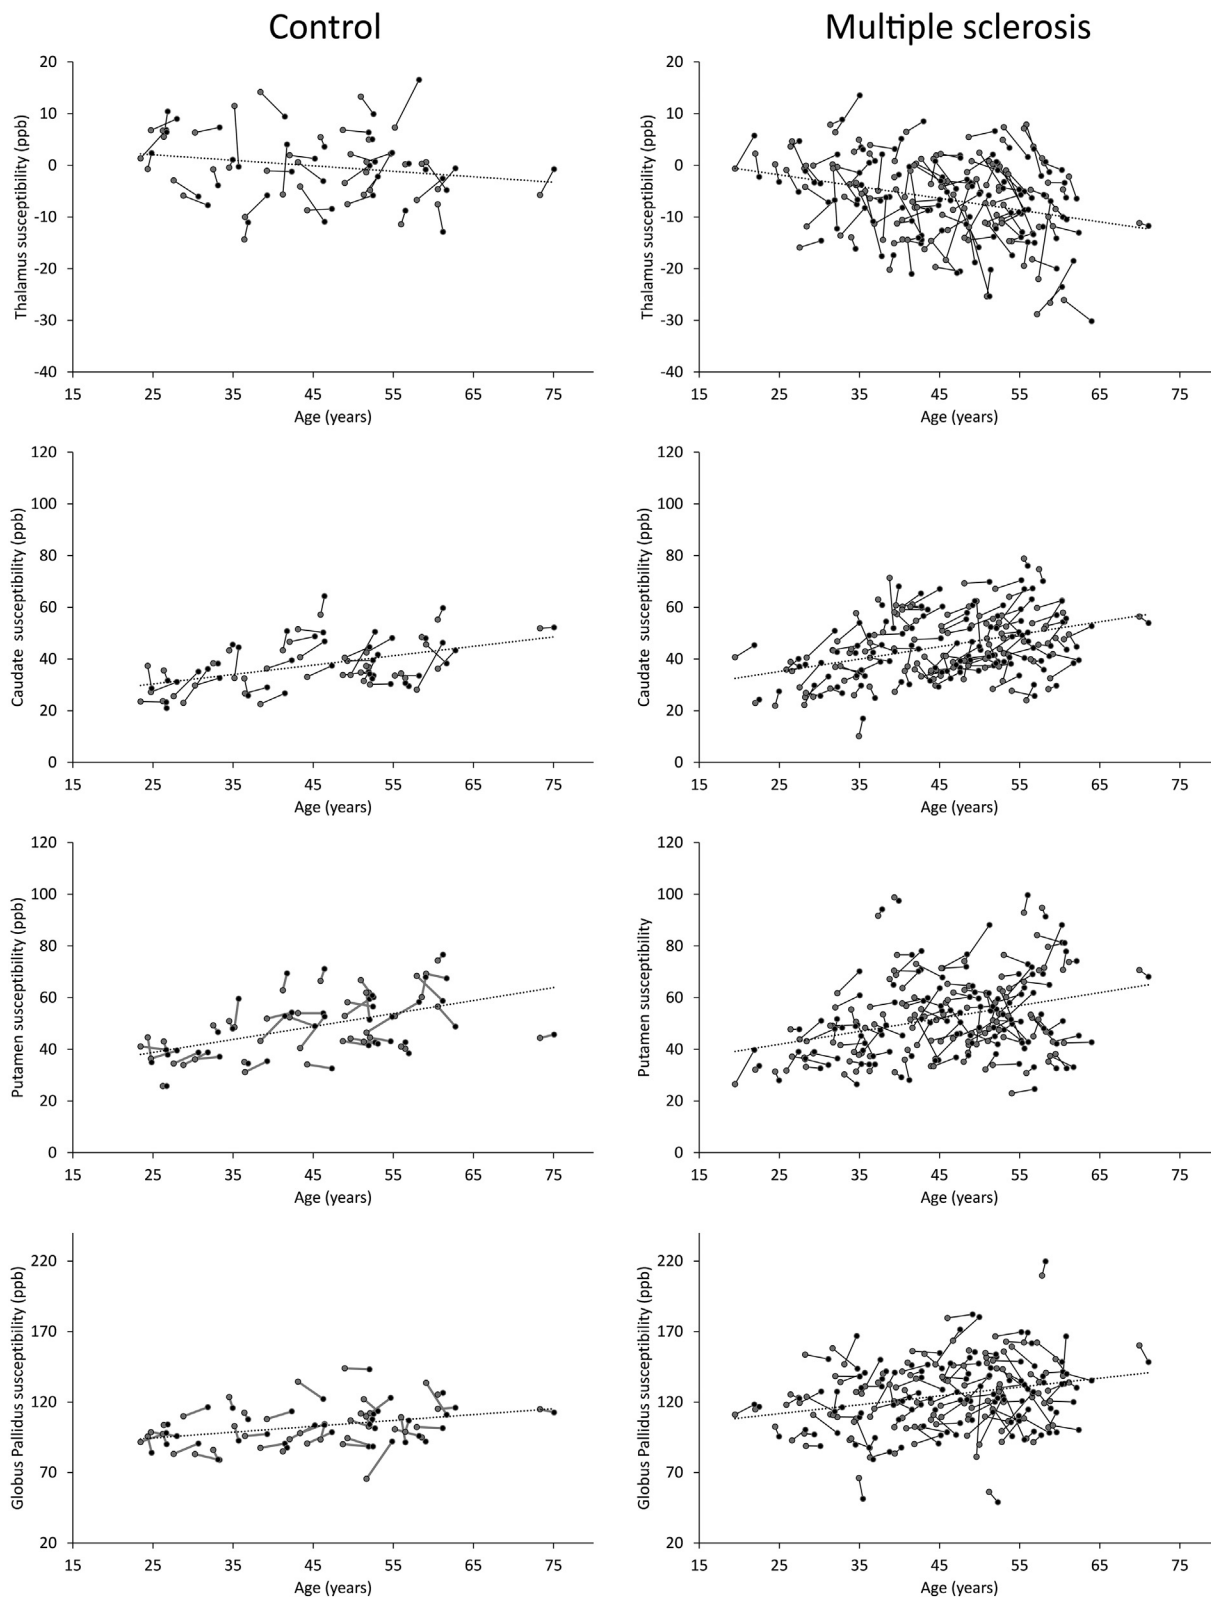 Control
Multiple sclerosis
20
10
0
-10
-20
-30
-40
Thalamus susceptibility (ppb)
15 25 35 45 55 65 75
Age (years)
20
10
0
-10
-20
-30
-40
Thalamus susceptibility (ppb)
15 25 35 45 55 65 75
Age (years)
120
100
80
60
40
20
0
Caudate susceptibility (ppb)
15 25 35 45 55 65 75
Age (years)
120
100
80
60
40
20
0
Caudate susceptibility (ppb)
15 25 35 45 55 65 75
Age (years)
120
100
80
60
40
20
0
Putamen susceptibility (ppb)
15 25 35 45 55 65 75
Age (years)
120
100
80
60
40
20
0
Putamen susceptibility
15 25 35 45 55 65 75
Age (years)
220
170
120
70
20
Globus Pallidus susceptibility (ppb)
15 25 35 45 55 65 75
Age (years)
220
170
120
70
20
Globus Pallidus susceptibility (ppb)
15 25 35 45 55 65 75
Age (years)